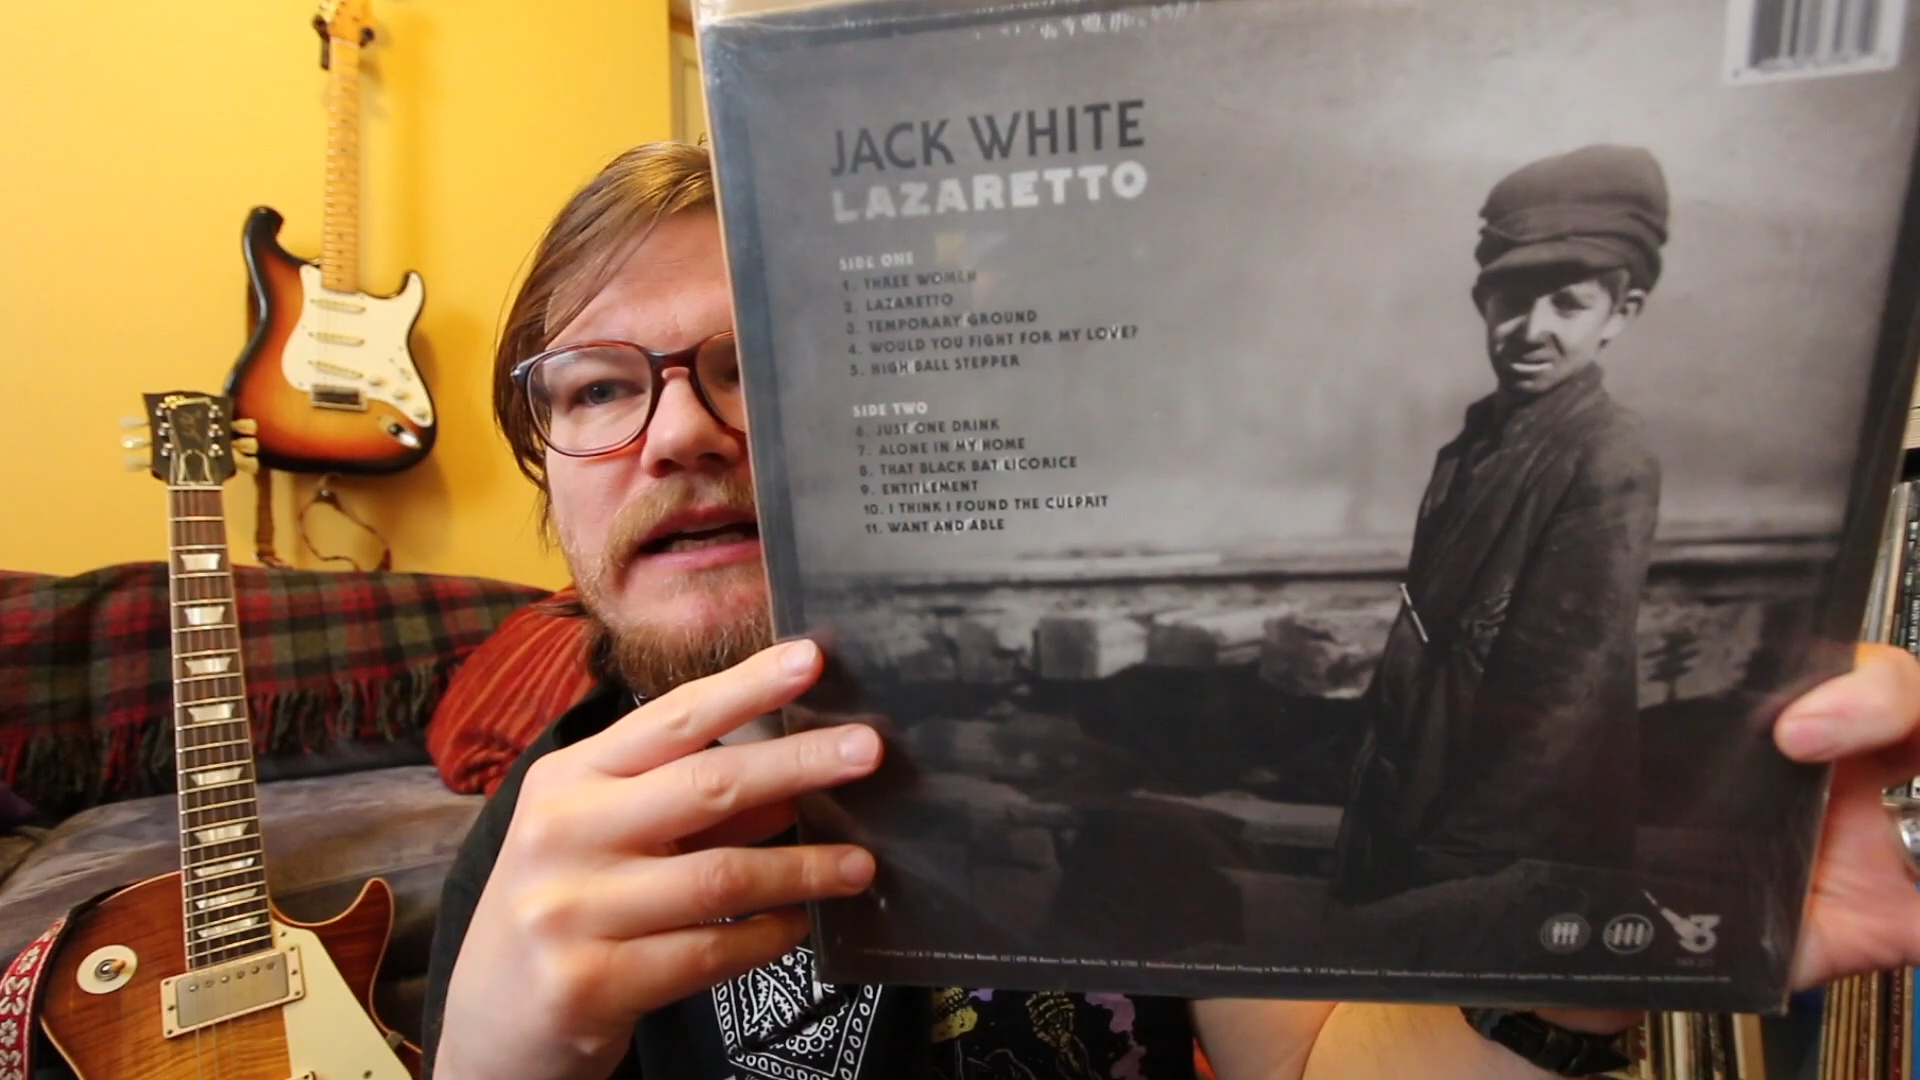 Gibson
JACK WHITE
LAZARETTO
SIDE ONE
1. THREE WOMEN
2. LAZARETTO
3. TEMPORARY GROUND
4. WOULD YOU FIGHT FOR MY LOVE?
5. HIGH BALL STEPPER
SIDE TWO
6. JUST ONE DRINK
7. ALONE IN MY HOME
8. THAT BLACK BAT LICORICE
9. ENTITLEMENT
10. I THINK I FOUND THE CULPRIT
11. WANT AND ABLE